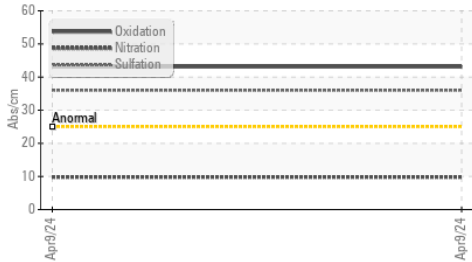 60
Oxidation
Nitration
Sulfation
50
40
30
20
10
0
Abs/cm
Anormal
Apr9/24
Apr9/24